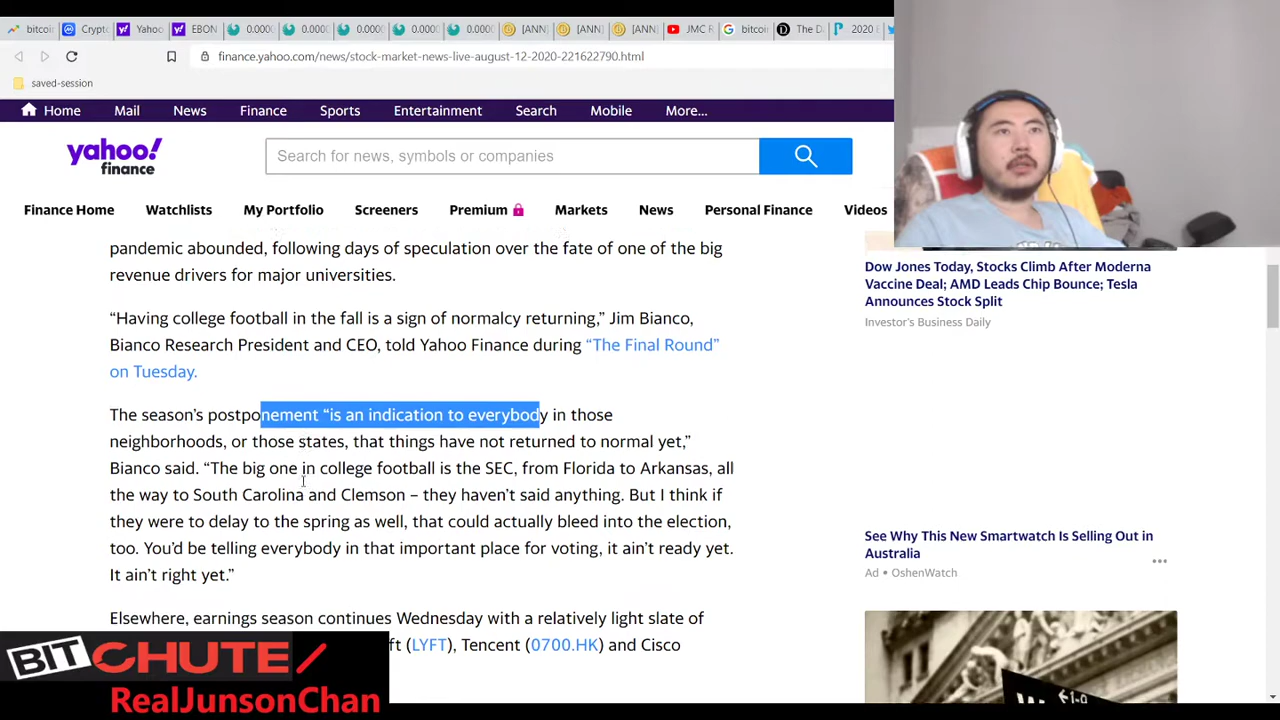 bitcoin
Crypto
Yahoo
EBON
0.0000
0.0000
0.0000
0.0000
0.0000
[ANN]
[ANN]
[ANN]
JMC R
bitcoin
The D
2020 E
finance.yahoo.com/news/stock-market-news-live-august-12-2020-221622790.html
saved-session
Home
Mail
News
Finance
Sports
Entertainment
Search
Mobile
More...
yahoo!
finance
Search for news, symbols or companies
Finance Home
Watchlists
My Portfolio
Screeners
Premium
Markets
News
Personal Finance
Videos
pandemic abounded, following days of speculation over the fate of one of the big
revenue drivers for major universities.
“Having college football in the fall is a sign of normalcy returning,” Jim Bianco,
Bianco Research President and CEO, told Yahoo Finance during “The Final Round”
on Tuesday.
The season’s postponement “is an indication to everybody in those
neighborhoods, or those states, that things have not returned to normal yet,”
Bianco said. “The big one in college football is the SEC, from Florida to Arkansas, all
the way to South Carolina and Clemson – they haven’t said anything. But I think if
they were to delay to the spring as well, that could actually bleed into the election,
too. You’d be telling everybody in that important place for voting, it ain’t ready yet.
It ain’t right yet.”
Elsewhere, earnings season continues Wednesday with a relatively light slate of
ft (LYFT), Tencent (0700.HK) and Cisco
Dow Jones Today, Stocks Climb After Moderna
Vaccine Deal; AMD Leads Chip Bounce; Tesla
Announces Stock Split
Investor's Business Daily
See Why This New Smartwatch Is Selling Out in
Australia
Ad • OshenWatch
BITCHUTE
RealJunsonChan